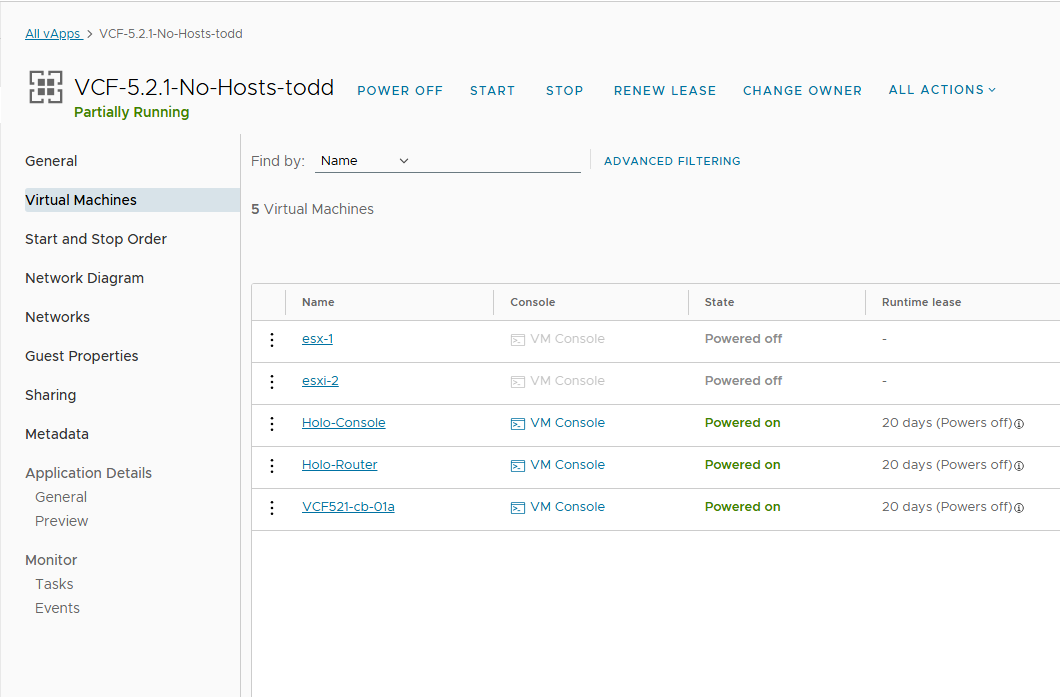 All vApps > VCF-5.2.1-No-Hosts-todd
VCF-5.2.1-No-Hosts-todd POWER OFF START STOP RENEW LEASE CHANGE OWNER ALL ACTIONS
Partially Running
General
Virtual Machines
Start and Stop Order
Network Diagram
Networks
Guest Properties
Sharing
Metadata
Application Details
General
Preview
Monitor
Tasks
Events
Find by: Name ADVANCED FILTERING
5 Virtual Machines
Name Console State Runtime lease
esx-1 VM Console Powered off -
esxi-2 VM Console Powered off -
Holo-Console VM Console Powered on 20 days (Powers off)
Holo-Router VM Console Powered on 20 days (Powers off)
VCF521-cb-01a VM Console Powered on 20 days (Powers off)